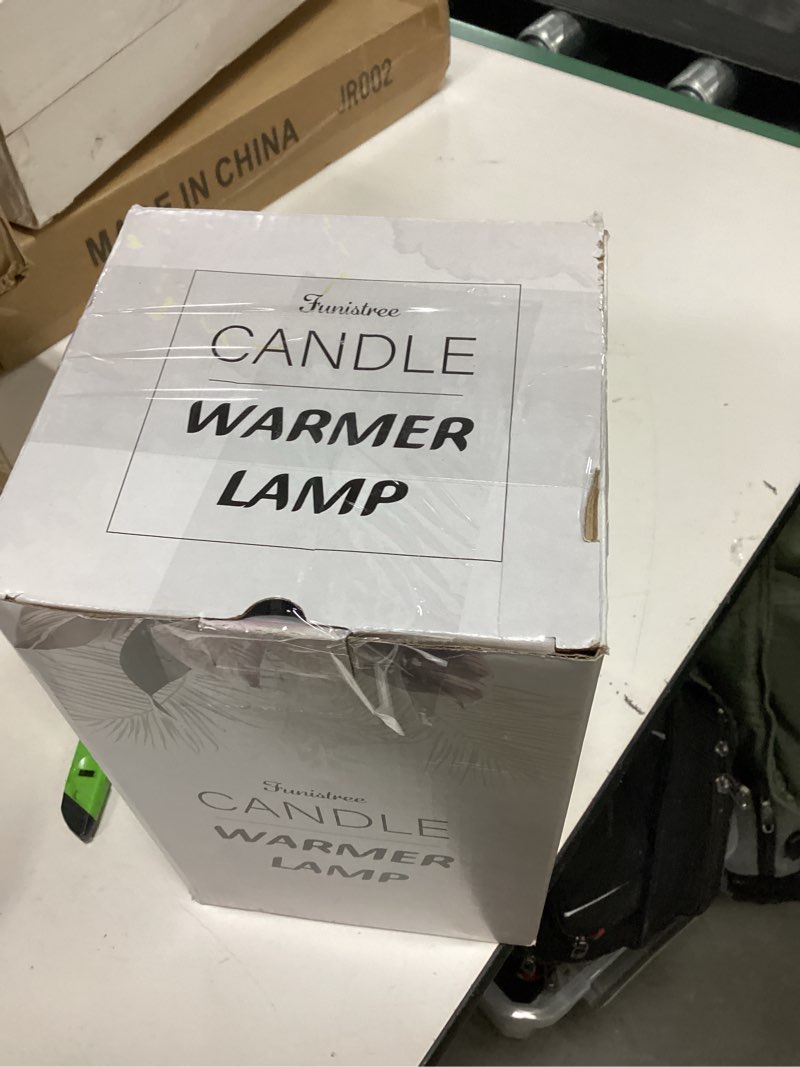 JR002
MADE IN CHINA
Funistree
CANDLE
WARMER
LAMP
Funistree
CANDLE
WARMER
LAMP